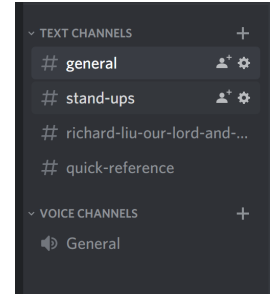 TEXT CHANNELS
# general
# stand-ups
# richard-liu-our-lord-and-...
# quick-reference
VOICE CHANNELS
General